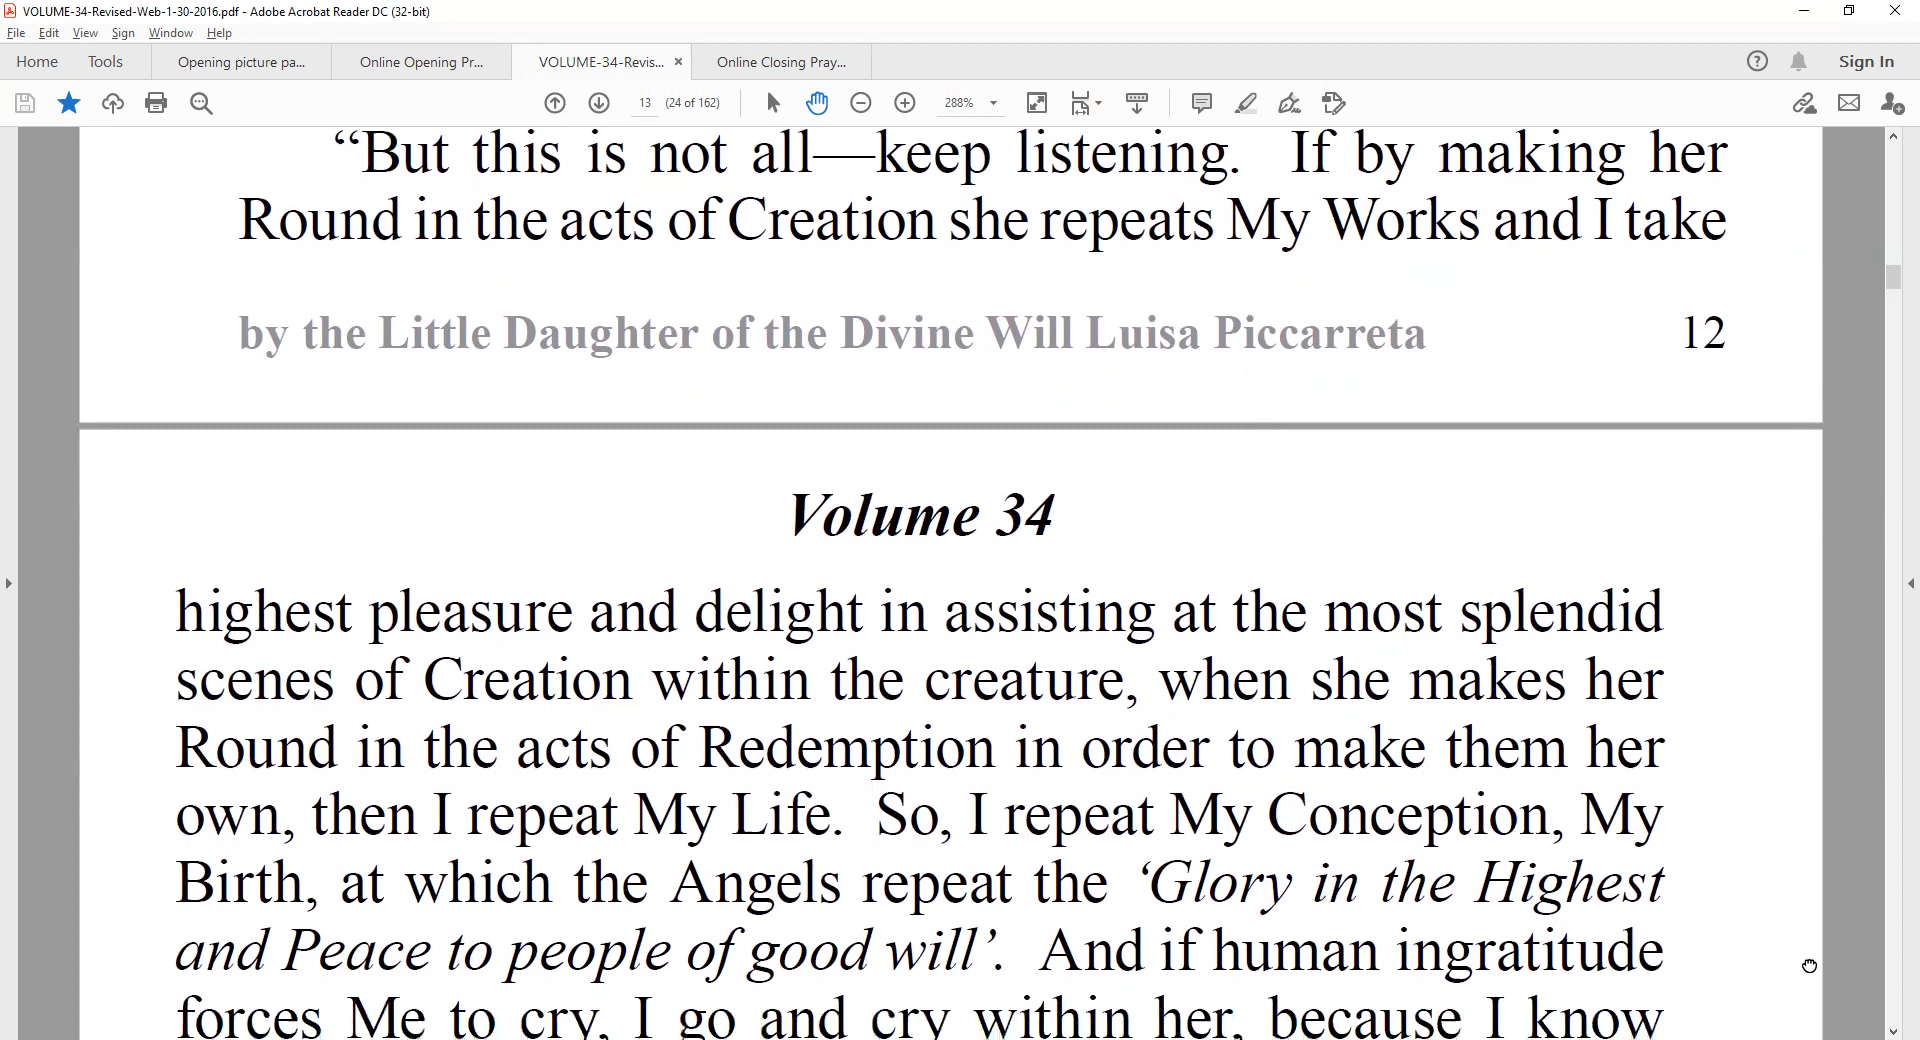 VOLUME-34-Revised-Web-1-30-2016.pdf - Adobe Acrobat Reader DC (32-bit)
File Edit View Sign Window Help
Home Tools Opening picture pa... Online Opening Pr... VOLUME-34-Revis... × Online Closing Pray... Sign In
13 (24 of 162) 288%
“But this is not all—keep listening. If by making her
Round in the acts of Creation she repeats My Works and I take
by the Little Daughter of the Divine Will Luisa Piccarreta 12
Volume 34
highest pleasure and delight in assisting at the most splendid
scenes of Creation within the creature, when she makes her
Round in the acts of Redemption in order to make them her
own, then I repeat My Life. So, I repeat My Conception, My
Birth, at which the Angels repeat the ‘Glory in the Highest
and Peace to people of good will’. And if human ingratitude
forces Me to cry, I go and cry within her, because I know